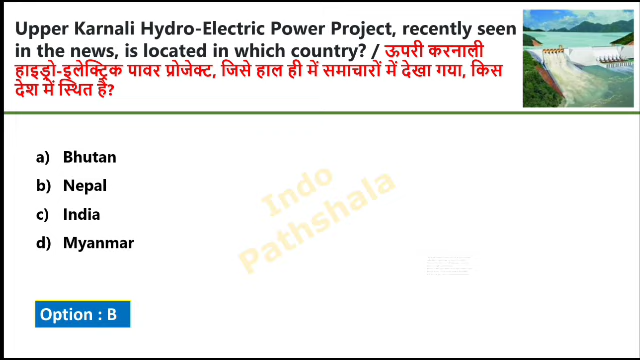 Upper Karnali Hydro-Electric Power Project, recently seen
in the news, is located in which country? / ऊपरी करनाली
हाइड्रो-इलेक्ट्रिक पावर प्रोजेक्ट, जिसे हाल ही में समाचारों में देखा गया, किस
देश में स्थित है?
a) Bhutan
b) Nepal
c) India
d) Myanmar
Indo
Pathshala
Option : B